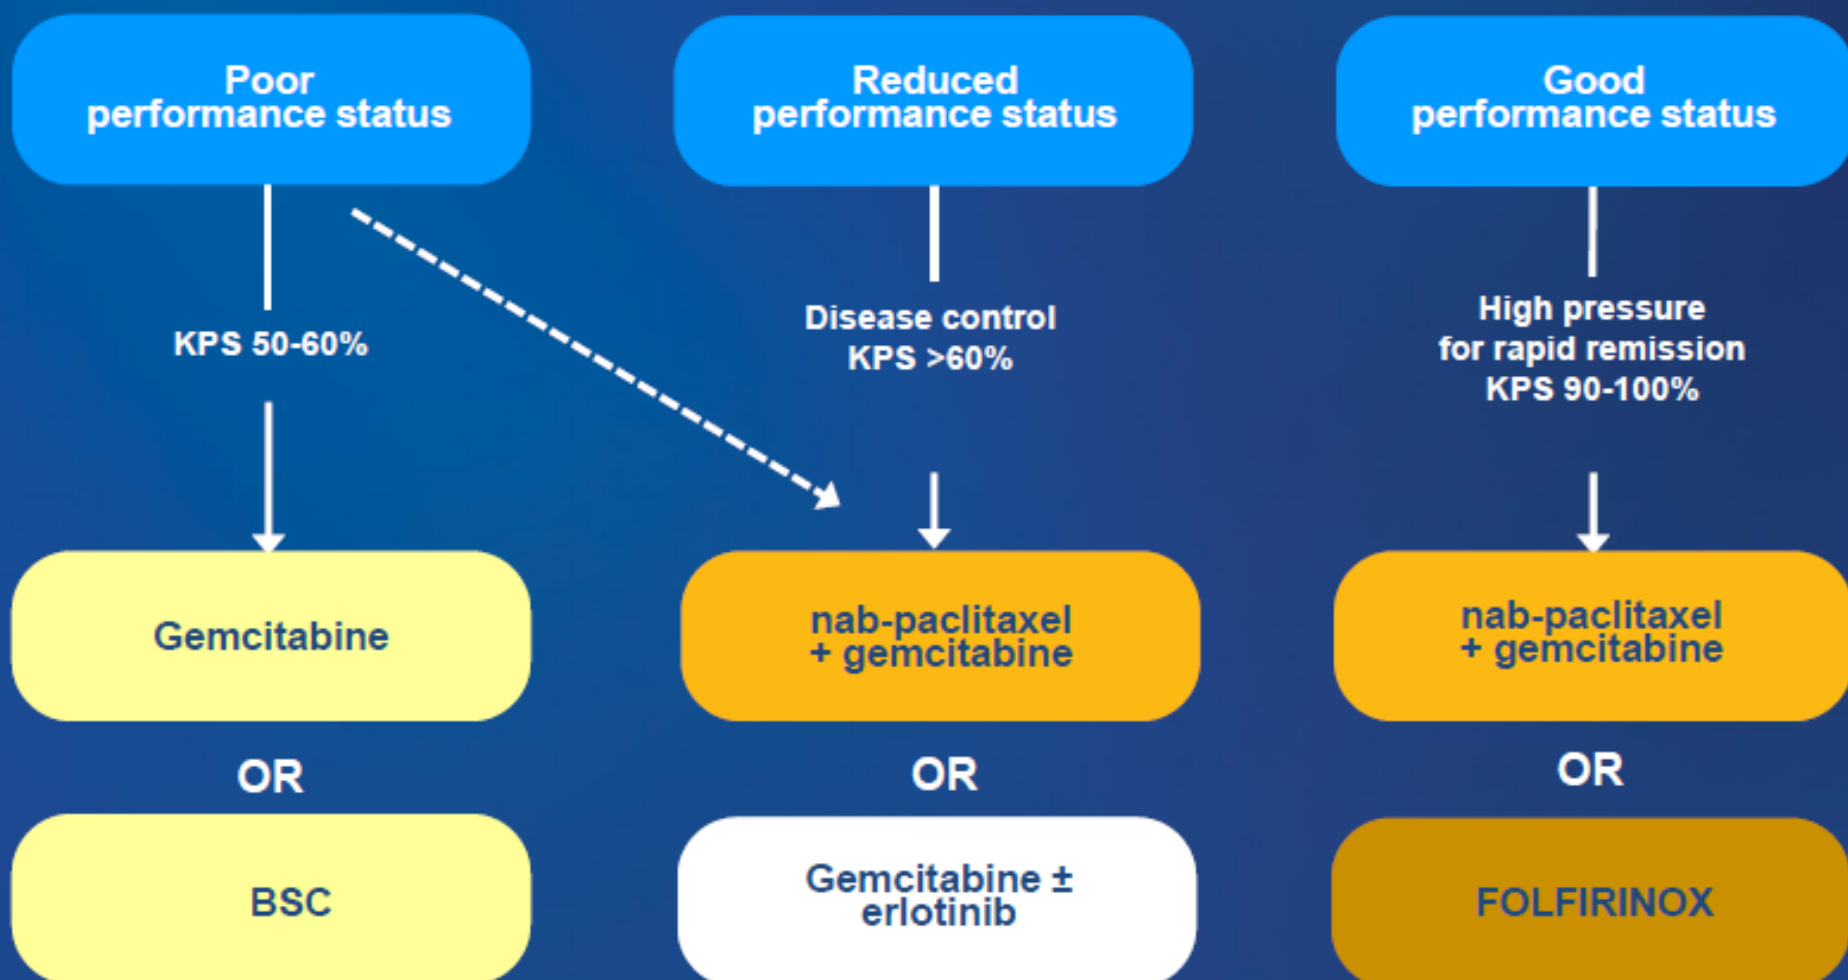 Poor
performance status
Reduced
performance status
Good
performance status
KPS 50-60%
Disease control
KPS >60%
High pressure
for rapid remission
KPS 90-100%
Gemcitabine
nab-paclitaxel
+ gemcitabine
nab-paclitaxel
+ gemcitabine
OR
OR
OR
BSC
Gemcitabine ±
erlotinib
FOLFIRINOX